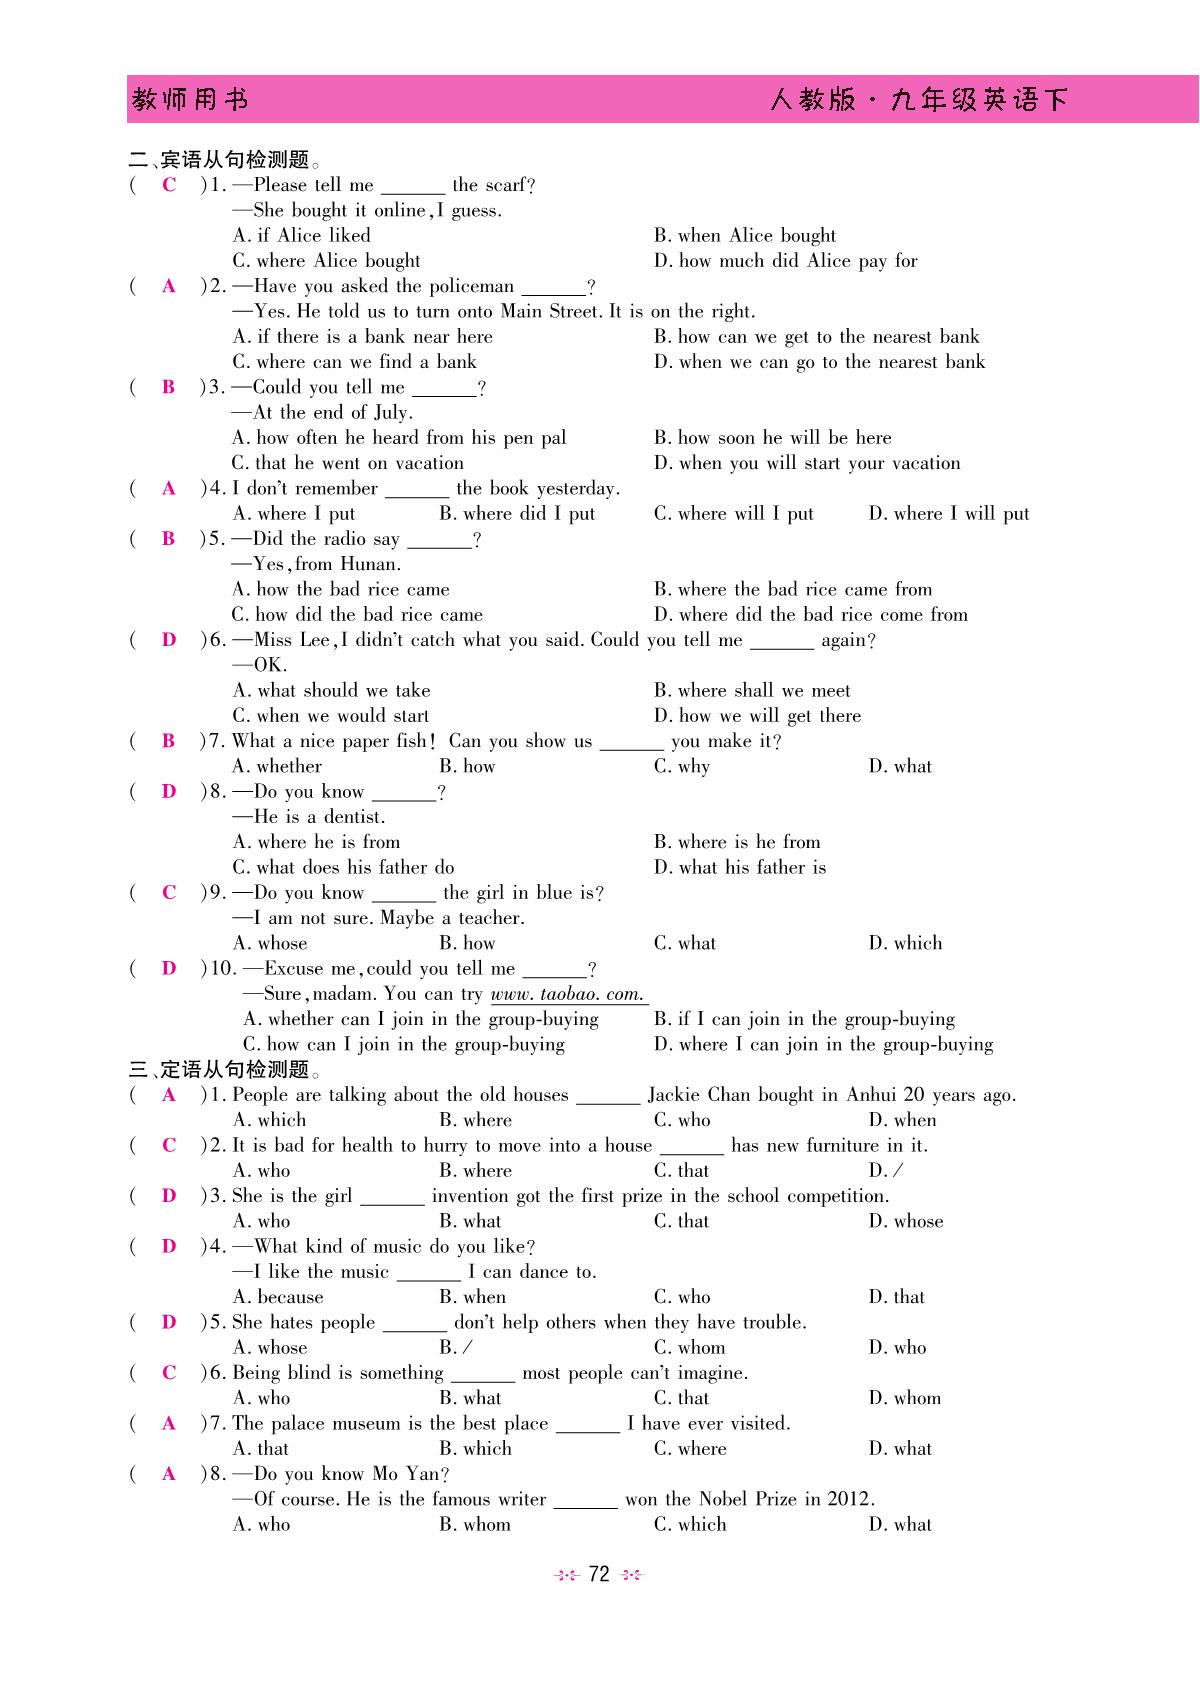 教师用书 人教版·九年级英语下
二、宾语从句检测题。
( C )1. —Please tell me ______ the scarf?
—She bought it online, I guess.
A. if Alice liked B. when Alice bought
C. where Alice bought D. how much did Alice pay for
( A )2. —Have you asked the policeman ______?
—Yes. He told us to turn onto Main Street. It is on the right.
A. if there is a bank near here B. how can we get to the nearest bank
C. where can we find a bank D. when we can go to the nearest bank
( B )3. —Could you tell me ______?
—At the end of July.
A. how often he heard from his pen pal B. how soon he will be here
C. that he went on vacation D. when you will start your vacation
( A )4. I don't remember ______ the book yesterday.
A. where I put B. where did I put C. where will I put D. where I will put
( B )5. —Did the radio say ______?
—Yes, from Hunan.
A. how the bad rice came B. where the bad rice came from
C. how did the bad rice came D. where did the bad rice come from
( D )6. —Miss Lee, I didn't catch what you said. Could you tell me ______ again?
—OK.
A. what should we take B. where shall we meet
C. when we would start D. how we will get there
( B )7. What a nice paper fish! Can you show us ______ you make it?
A. whether B. how C. why D. what
( D )8. —Do you know ______?
—He is a dentist.
A. where he is from B. where is he from
C. what does his father do D. what his father is
( C )9. —Do you know ______ the girl in blue is?
—I am not sure. Maybe a teacher.
A. whose B. how C. what D. which
( D )10. —Excuse me, could you tell me ______?
—Sure, madam. You can try www. taobao. com.
A. whether can I join in the group-buying B. if I can join in the group-buying
C. how can I join in the group-buying D. where I can join in the group-buying
三、定语从句检测题。
( A )1. People are talking about the old houses ______ Jackie Chan bought in Anhui 20 years ago.
A. which B. where C. who D. when
( C )2. It is bad for health to hurry to move into a house ______ has new furniture in it.
A. who B. where C. that D. /
( D )3. She is the girl ______ invention got the first prize in the school competition.
A. who B. what C. that D. whose
( D )4. —What kind of music do you like?
—I like the music ______ I can dance to.
A. because B. when C. who D. that
( D )5. She hates people ______ don't help others when they have trouble.
A. whose B. / C. whom D. who
( C )6. Being blind is something ______ most people can't imagine.
A. who B. what C. that D. whom
( A )7. The palace museum is the best place ______ I have ever visited.
A. that B. which C. where D. what
( A )8. —Do you know Mo Yan?
—Of course. He is the famous writer ______ won the Nobel Prize in 2012.
A. who B. whom C. which D. what
72